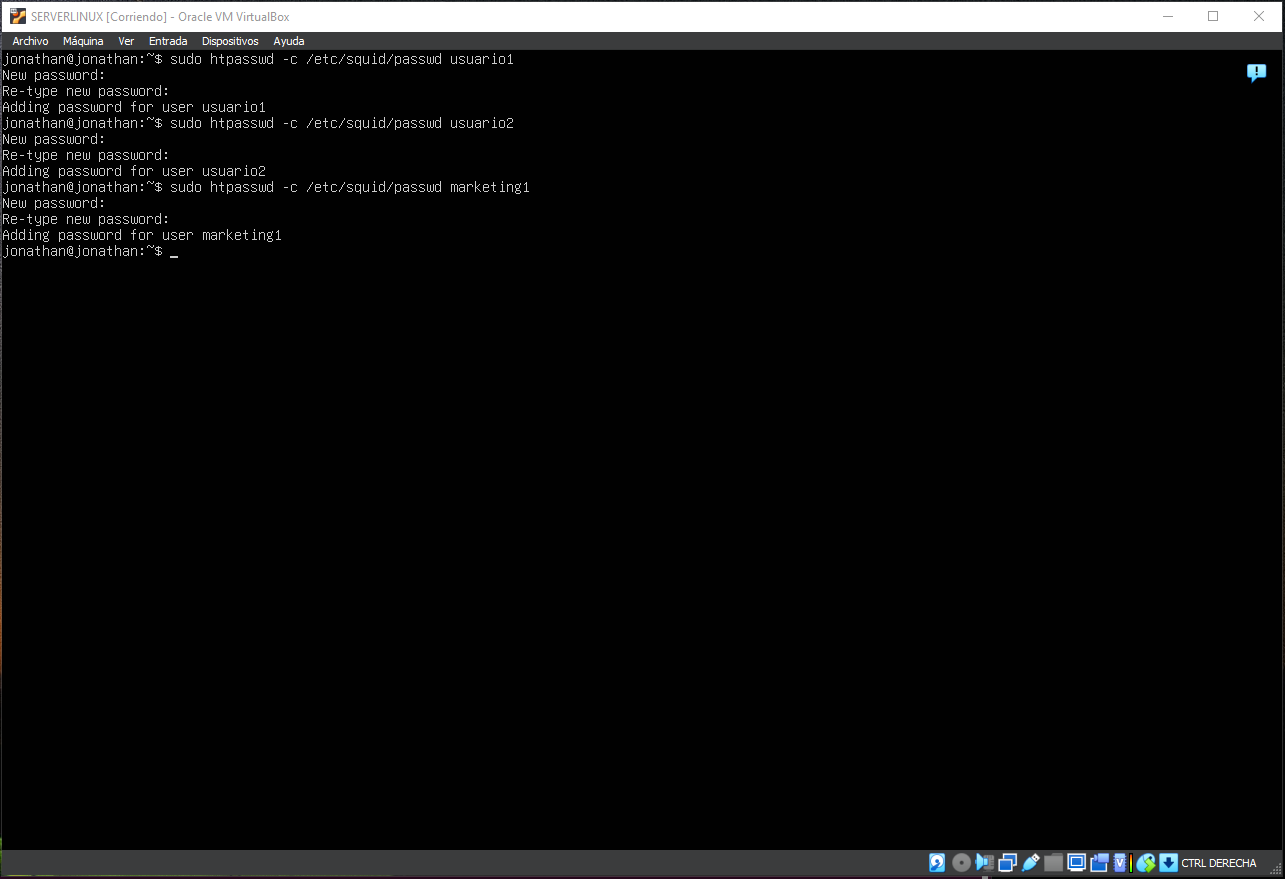 SERVERLINUX [Corriendo] - Oracle VM VirtualBox
Archivo Máquina Ver Entrada Dispositivos Ayuda
jonathan@jonathan:~$ sudo htpasswd -c /etc/squid/passwd usuario1
New password:
Re-type new password:
Adding password for user usuario1
jonathan@jonathan:~$ sudo htpasswd -c /etc/squid/passwd usuario2
New password:
Re-type new password:
Adding password for user usuario2
jonathan@jonathan:~$ sudo htpasswd -c /etc/squid/passwd marketing1
New password:
Re-type new password:
Adding password for user marketing1
jonathan@jonathan:~$ _
CTRL DERECHA